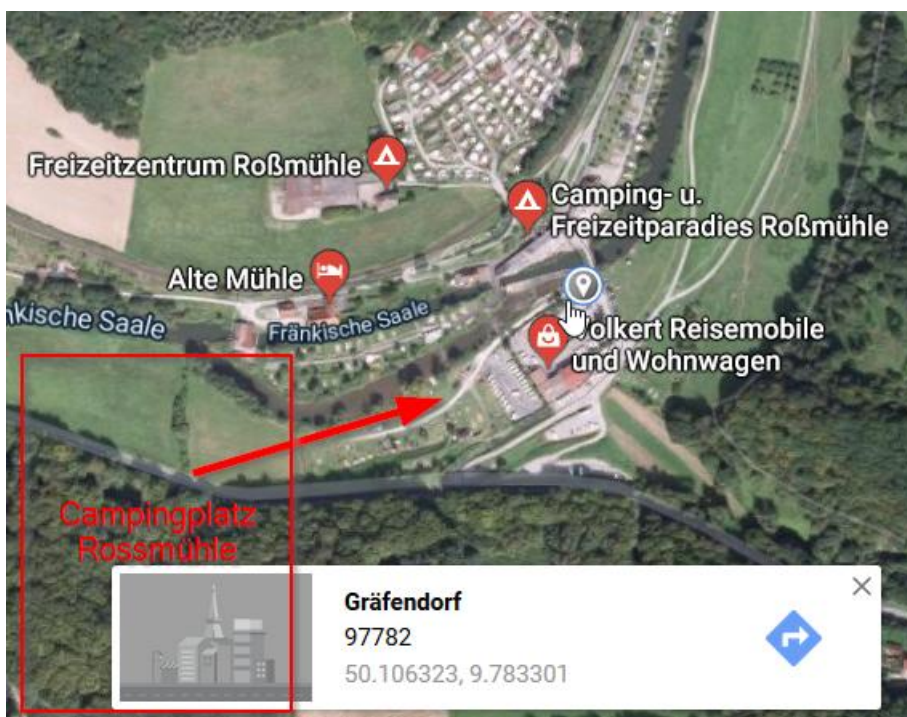 Freizeitzentrum Roßmühle
Camping- u.
Freizeitparadies Roßmühle
Alte Mühle
nkische Saale
Fränkische Saale
Volkert Reisemobile
und Wohnwagen
Campingplatz
Rossmühle
Gräfendorf
97782
50.106323, 9.783301